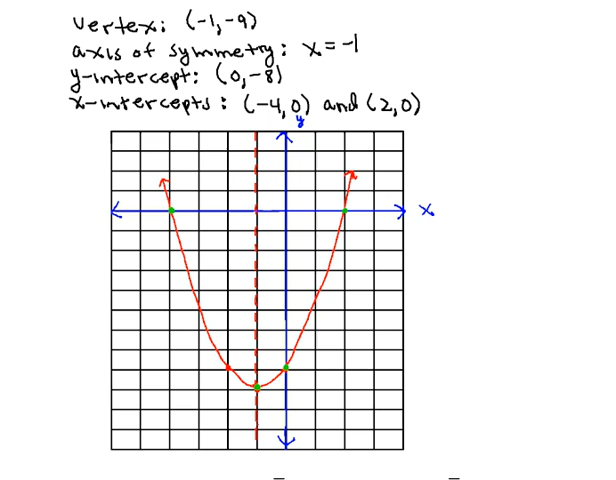 vertex: (-1,-9)
axis of symmetry: x=-1
y-intercept: (0,-8)
x-intercepts: (-4,0) and (2,0)
y
x